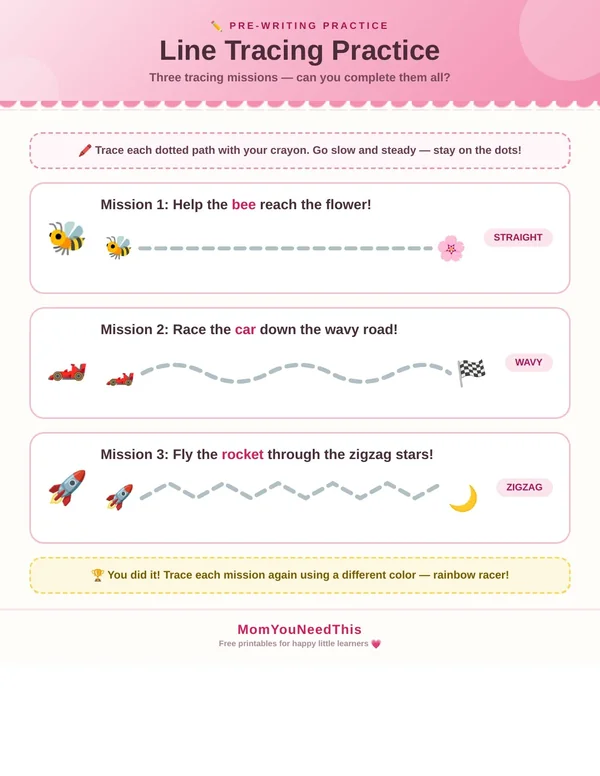 ✏️ PRE-WRITING PRACTICE
Line Tracing Practice
Three tracing missions — can you complete them all?
🖍️ Trace each dotted path with your crayon. Go slow and steady — stay on the dots!
Mission 1: Help the bee reach the flower!
STRAIGHT
Mission 2: Race the car down the wavy road!
WAVY
Mission 3: Fly the rocket through the zigzag stars!
ZIGZAG
🏆 You did it! Trace each mission again using a different color — rainbow racer!
MomYouNeedThis
Free printables for happy little learners 💗